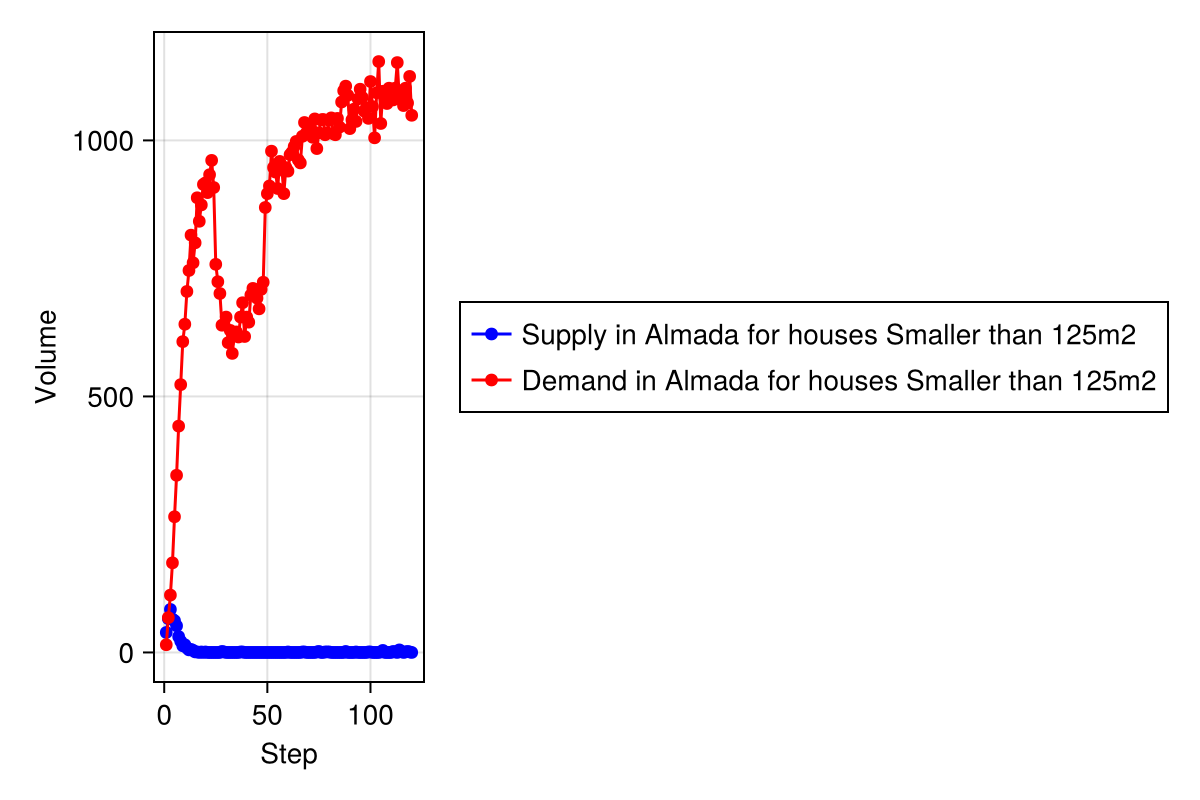 Volume
1000
500
0
0 50 100
Step
Supply in Almada for houses Smaller than 125m2
Demand in Almada for houses Smaller than 125m2